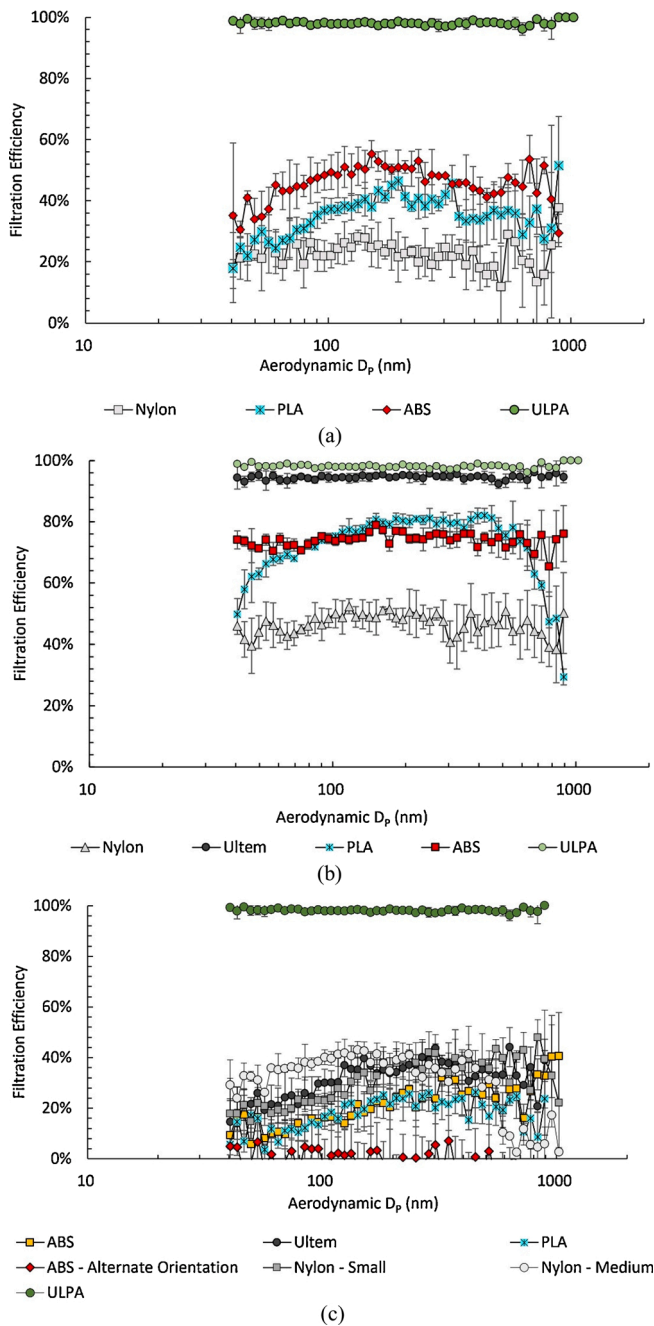 100%
80%
60%
40%
20%
0%
Filtration Efficiency
10 100 1000
Aerodynamic DP (nm)
Nylon PLA ABS ULPA
(a)
100%
80%
60%
40%
20%
0%
Filtration Efficiency
10 100 1000
Aerodynamic DP (nm)
Nylon Ultem PLA ABS ULPA
(b)
100%
80%
60%
40%
20%
0%
Filtration Efficiency
10 100 1000
Aerodynamic DP (nm)
ABS Ultem PLA
ABS - Alternate Orientation Nylon - Small Nylon - Medium
ULPA
(c)